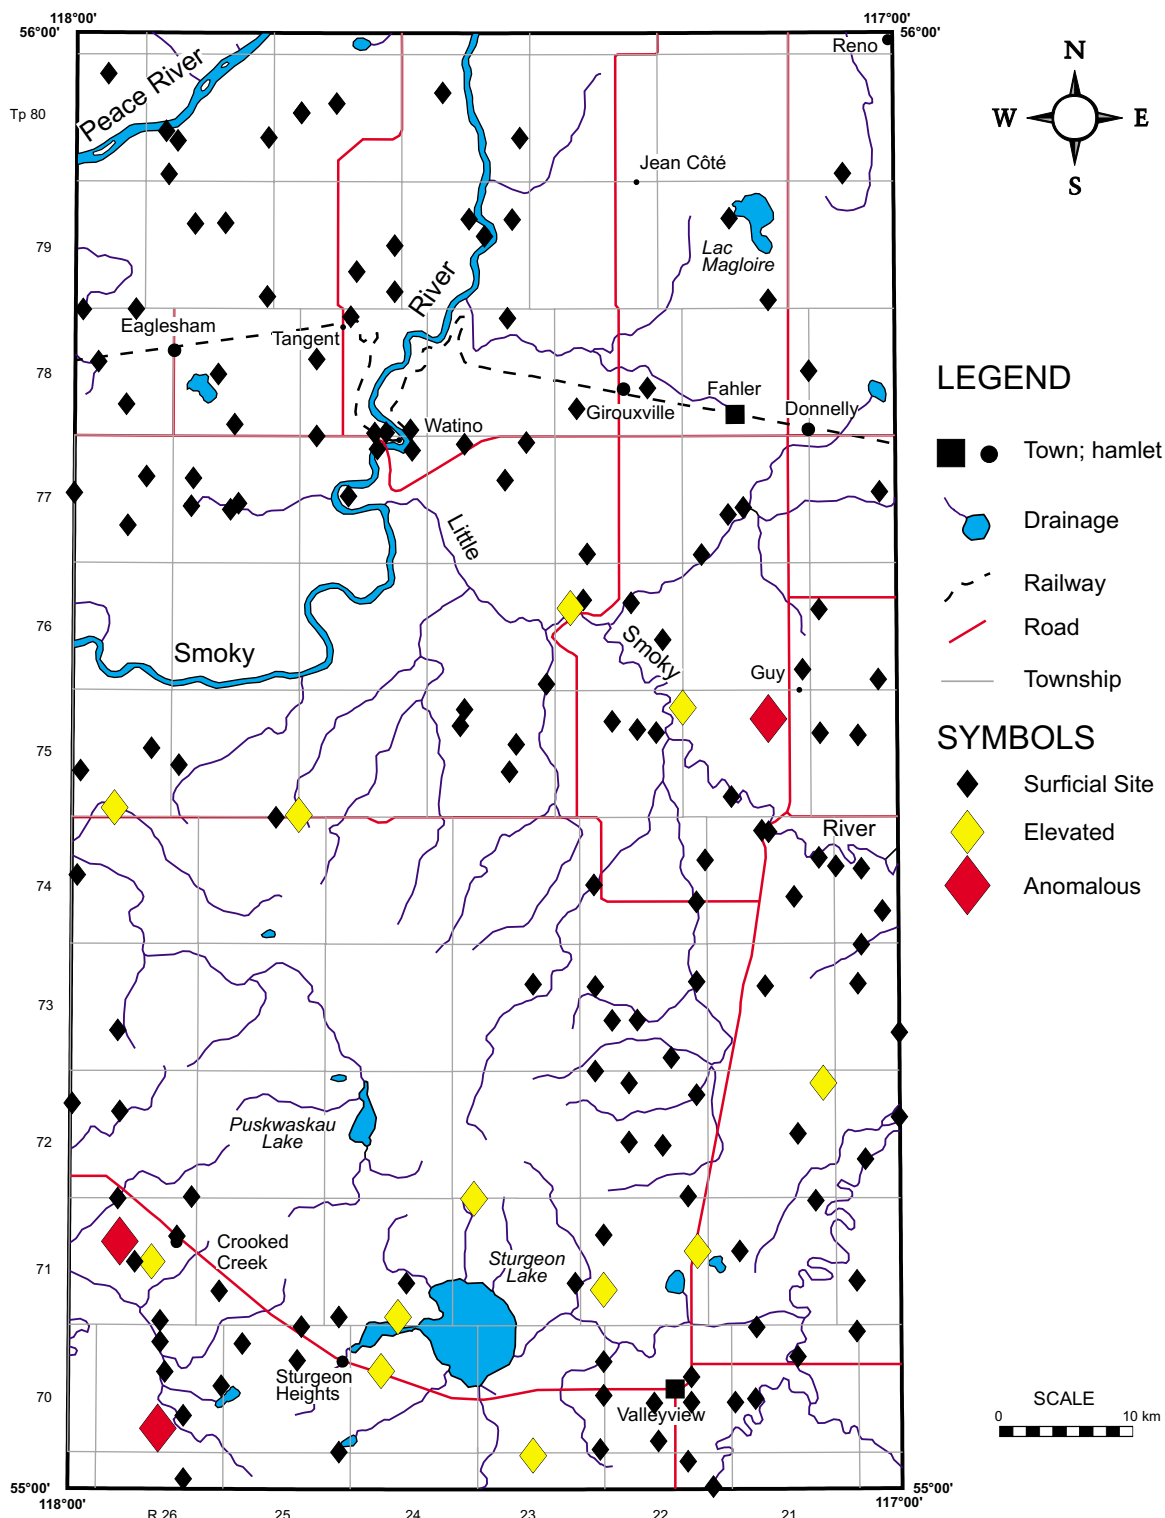 118°00'
117°00'
56°00'
56°00'
Reno
N
W
E
S
Peace River
Tp 80
Jean Côté
79
Lac
Magloire
River
Eaglesham
Tangent
78
Fahler
Girouxville
Donnelly
Watino
77
Little
76
Smoky
Smoky
Guy
75
River
74
73
Puskwaskau
Lake
72
Crooked
Creek
Sturgeon
Lake
71
Sturgeon
Heights
70
Valleyview
55°00'
55°00'
118°00'
117°00'
R 26
25
24
23
22
21
LEGEND
Town; hamlet
Drainage
Railway
Road
Township
SYMBOLS
Surficial Site
Elevated
Anomalous
SCALE
0
10 km